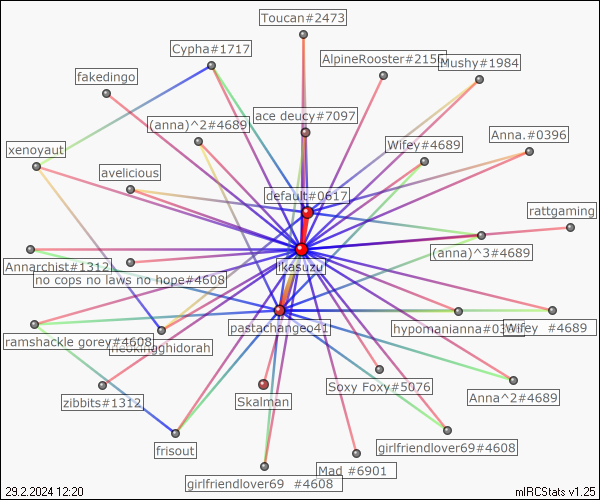 Toucan#2473
Cypha#1717
AlpineRooster#215
Mushy#1984
fakedingo
ace deucy#7097
(anna)^2#4689
Anna.#0396
Wifey#4689
xenoyaut
avelicious
default#0617
rattgaming
(anna)^3#4689
Annarchist#1312
ikasuzu
no cops no laws no hope#4608
pastachangeo41
hypomanianna#03
Wifey #4689
ramshackle gorey#4608
neokingghidorah
Soxy Foxy#5076
Anna^2#4689
zibbits#1312
Skalman
frisout
girlfriendlover69#4608
Mad #6901
girlfriendlover69 #4608
29.2.2024 12:20
mIRCStats v1.25